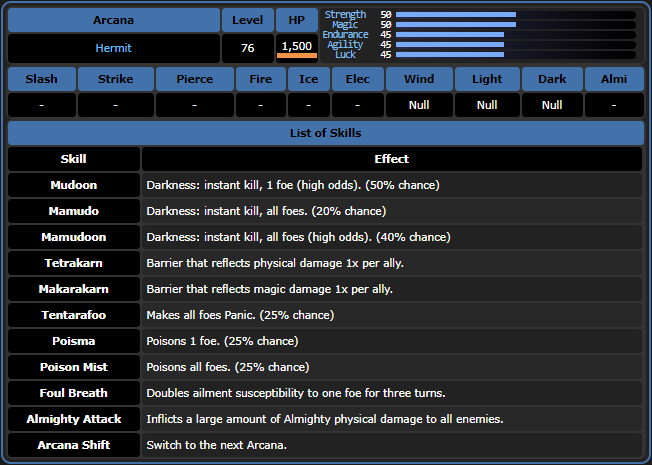 Arcana Level HP
Hermit 76 1,500
Strength 50
Magic 50
Endurance 45
Agility 45
Luck 45
Slash Strike Pierce Fire Ice Elec Wind Light Dark Almi
- - - - - - Null Null Null -
List of Skills
Skill Effect
Mudoon Darkness: instant kill, 1 foe (high odds). (50% chance)
Mamudo Darkness: instant kill, all foes. (20% chance)
Mamudoon Darkness: instant kill, all foes (high odds). (40% chance)
Tetrakarn Barrier that reflects physical damage 1x per ally.
Makarakarn Barrier that reflects magic damage 1x per ally.
Tentarafoo Makes all foes Panic. (25% chance)
Poisma Poisons 1 foe. (25% chance)
Poison Mist Poisons all foes. (25% chance)
Foul Breath Doubles ailment susceptibility to one foe for three turns.
Almighty Attack Inflicts a large amount of Almighty physical damage to all enemies.
Arcana Shift Switch to the next Arcana.